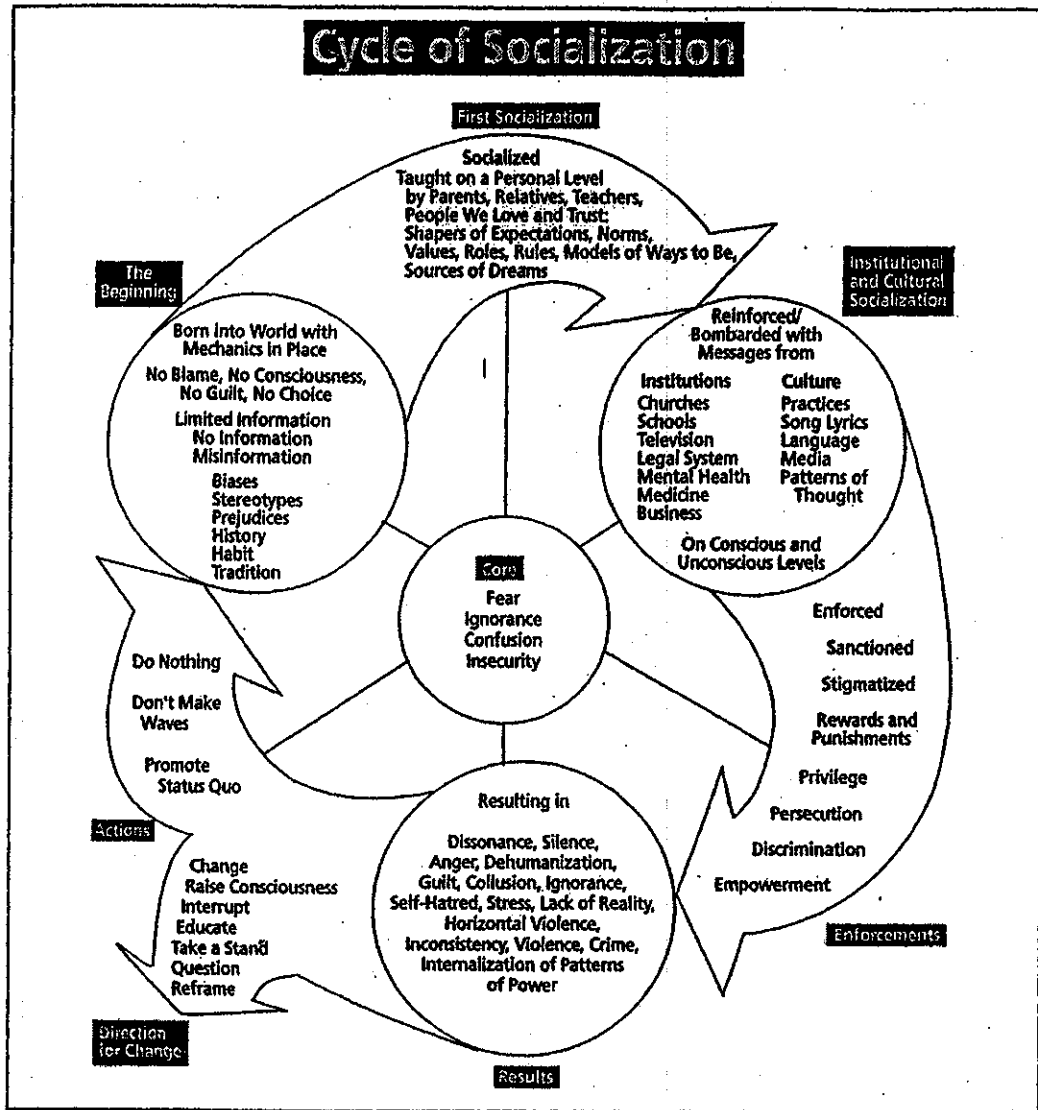 Cycle of Socialization
First Socialization
Socialized
Taught on a Personal Level
by Parents, Relatives, Teachers,
People We Love and Trust:
Shapers of Expectations, Norms,
Values, Roles, Rules, Models of Ways to Be,
Sources of Dreams
The
Beginning
Born into World with
Mechanics in Place
No Blame, No Consciousness,
No Guilt, No Choice
Limited Information
No Information
Misinformation
Biases
Stereotypes
Prejudices
History
Habit
Tradition
Institutional
and Cultural
Socialization
Reinforced/
Bombarded with
Messages from
Institutions
Churches
Schools
Television
Legal System
Mental Health
Medicine
Business
Culture
Practices
Song Lyrics
Language
Media
Patterns of
Thought
On Conscious and
Unconscious Levels
Core
Fear
Ignorance
Confusion
Insecurity
Enforced
Sanctioned
Stigmatized
Rewards and
Punishments
Privilege
Persecution
Discrimination
Empowerment
Enforcements
Resulting in
Dissonance, Silence,
Anger, Dehumanization,
Guilt, Collusion, Ignorance,
Self-Hatred, Stress, Lack of Reality,
Horizontal Violence,
Inconsistency, Violence, Crime,
Internalization of Patterns
of Power
Results
Do Nothing
Don't Make
Waves
Promote
Status Quo
Actions
Change
Raise Consciousness
Interrupt
Educate
Take a Stand
Question
Reframe
Direction
for Change